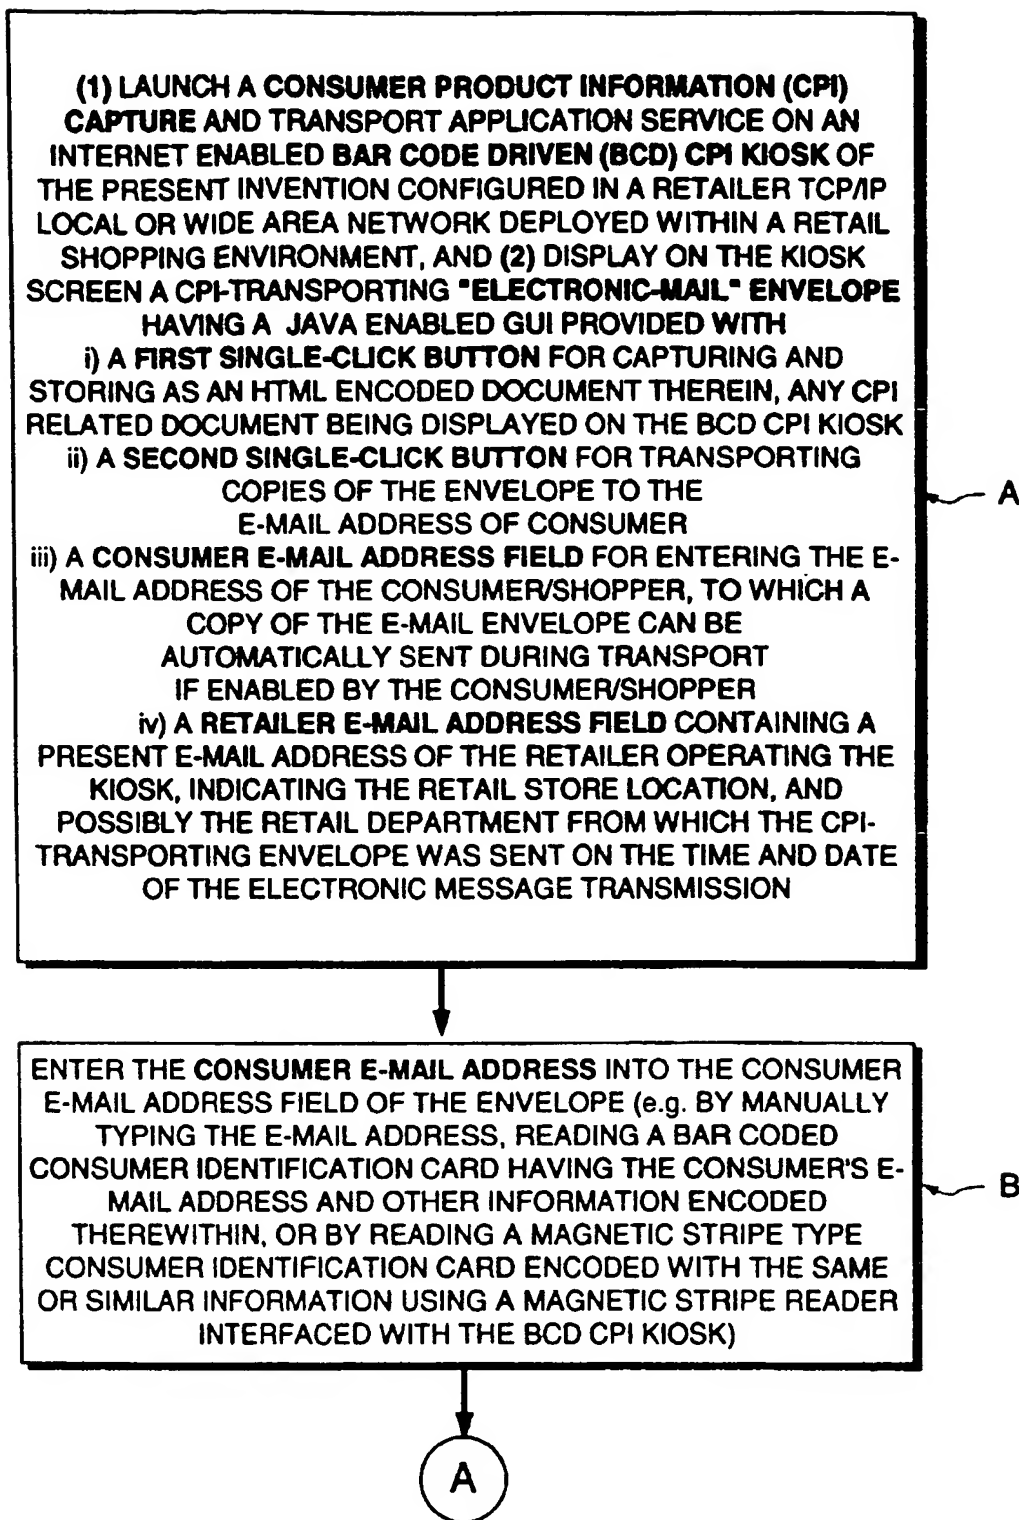 (1) LAUNCH A CONSUMER PRODUCT INFORMATION (CPI)
CAPTURE AND TRANSPORT APPLICATION SERVICE ON AN
INTERNET ENABLED BAR CODE DRIVEN (BCD) CPI KIOSK OF
THE PRESENT INVENTION CONFIGURED IN A RETAILER TCP/IP
LOCAL OR WIDE AREA NETWORK DEPLOYED WITHIN A RETAIL
SHOPPING ENVIRONMENT, AND (2) DISPLAY ON THE KIOSK
SCREEN A CPI-TRANSPORTING "ELECTRONIC-MAIL" ENVELOPE
HAVING A JAVA ENABLED GUI PROVIDED WITH
i) A FIRST SINGLE-CLICK BUTTON FOR CAPTURING AND
STORING AS AN HTML ENCODED DOCUMENT THEREIN, ANY CPI
RELATED DOCUMENT BEING DISPLAYED ON THE BCD CPI KIOSK
ii) A SECOND SINGLE-CLICK BUTTON FOR TRANSPORTING
COPIES OF THE ENVELOPE TO THE
E-MAIL ADDRESS OF CONSUMER
iii) A CONSUMER E-MAIL ADDRESS FIELD FOR ENTERING THE E-
MAIL ADDRESS OF THE CONSUMER/SHOPPER, TO WHICH A
COPY OF THE E-MAIL ENVELOPE CAN BE
AUTOMATICALLY SENT DURING TRANSPORT
IF ENABLED BY THE CONSUMER/SHOPPER
iv) A RETAILER E-MAIL ADDRESS FIELD CONTAINING A
PRESENT E-MAIL ADDRESS OF THE RETAILER OPERATING THE
KIOSK, INDICATING THE RETAIL STORE LOCATION, AND
POSSIBLY THE RETAIL DEPARTMENT FROM WHICH THE CPI-
TRANSPORTING ENVELOPE WAS SENT ON THE TIME AND DATE
OF THE ELECTRONIC MESSAGE TRANSMISSION
A
ENTER THE CONSUMER E-MAIL ADDRESS INTO THE CONSUMER
E-MAIL ADDRESS FIELD OF THE ENVELOPE (e.g. BY MANUALLY
TYPING THE E-MAIL ADDRESS, READING A BAR CODED
CONSUMER IDENTIFICATION CARD HAVING THE CONSUMER'S E-
MAIL ADDRESS AND OTHER INFORMATION ENCODED
THEREWITHIN, OR BY READING A MAGNETIC STRIPE TYPE
CONSUMER IDENTIFICATION CARD ENCODED WITH THE SAME
OR SIMILAR INFORMATION USING A MAGNETIC STRIPE READER
INTERFACED WITH THE BCD CPI KIOSK)
B
A